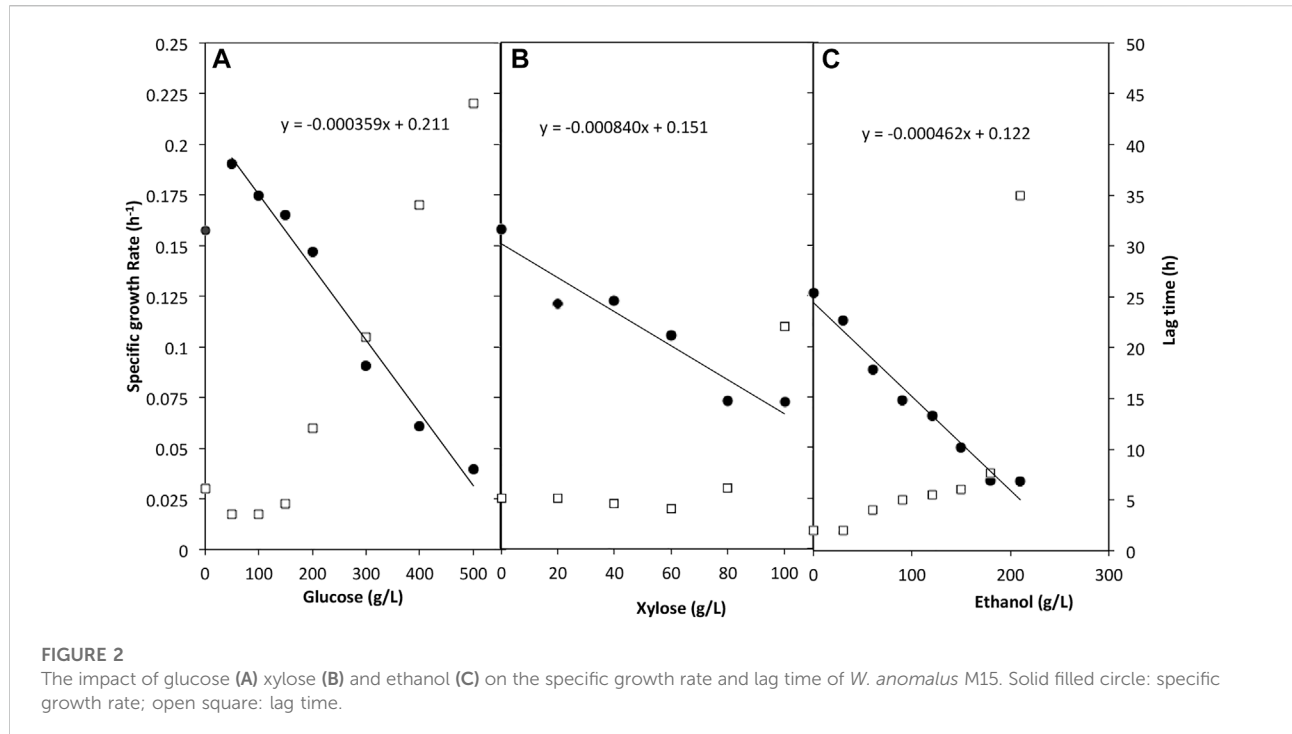 A
B
C
y = -0.000359x + 0.211
y = -0.000840x + 0.151
y = -0.000462x + 0.122
Specific growth Rate (h-1)
0.25
0.225
0.2
0.175
0.15
0.125
0.1
0.075
0.05
0.025
0
0 100 200 300 400 500
Glucose (g/L)
0 20 40 60 80 100
Xylose (g/L)
0 100 200 300
Ethanol (g/L)
50
45
40
35
30
25
20
15
10
5
0
Lag time (h)
FIGURE 2
The impact of glucose (A) xylose (B) and ethanol (C) on the specific growth rate and lag time of W. anomalus M15. Solid filled circle: specific
growth rate; open square: lag time.